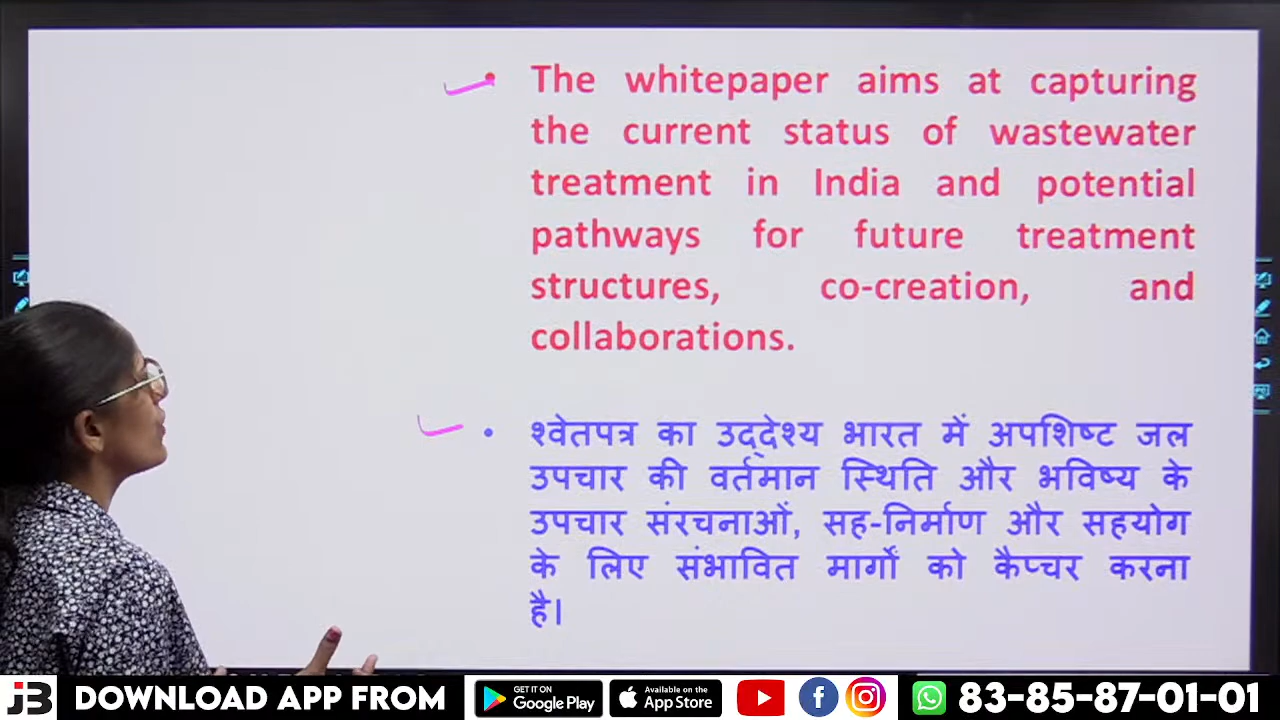 The whitepaper aims at capturing
the current status of wastewater
treatment in India and potential
pathways for future treatment
structures, co-creation, and
collaborations.
श्वेतपत्र का उद्देश्य भारत में अपशिष्ट जल
उपचार की वर्तमान स्थिति और भविष्य के
उपचार संरचनाओं, सह-निर्माण और सहयोग
के लिए संभावित मार्गों को कैप्चर करना
है।
JB DOWNLOAD APP FROM GET IT ON Google Play Available on the App Store 83-85-87-01-01